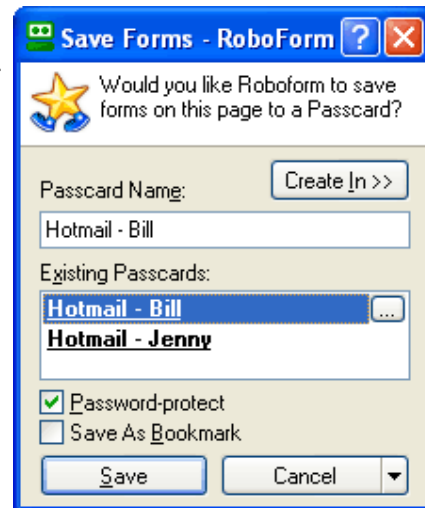 Save Forms - RoboForm
Would you like Roboform to save
forms on this page to a Passcard?
Create In >>
Passcard Name:
Hotmail - Bill
Existing Passcards:
Hotmail - Bill ...
Hotmail - Jenny
Password-protect
Save As Bookmark
Save Cancel